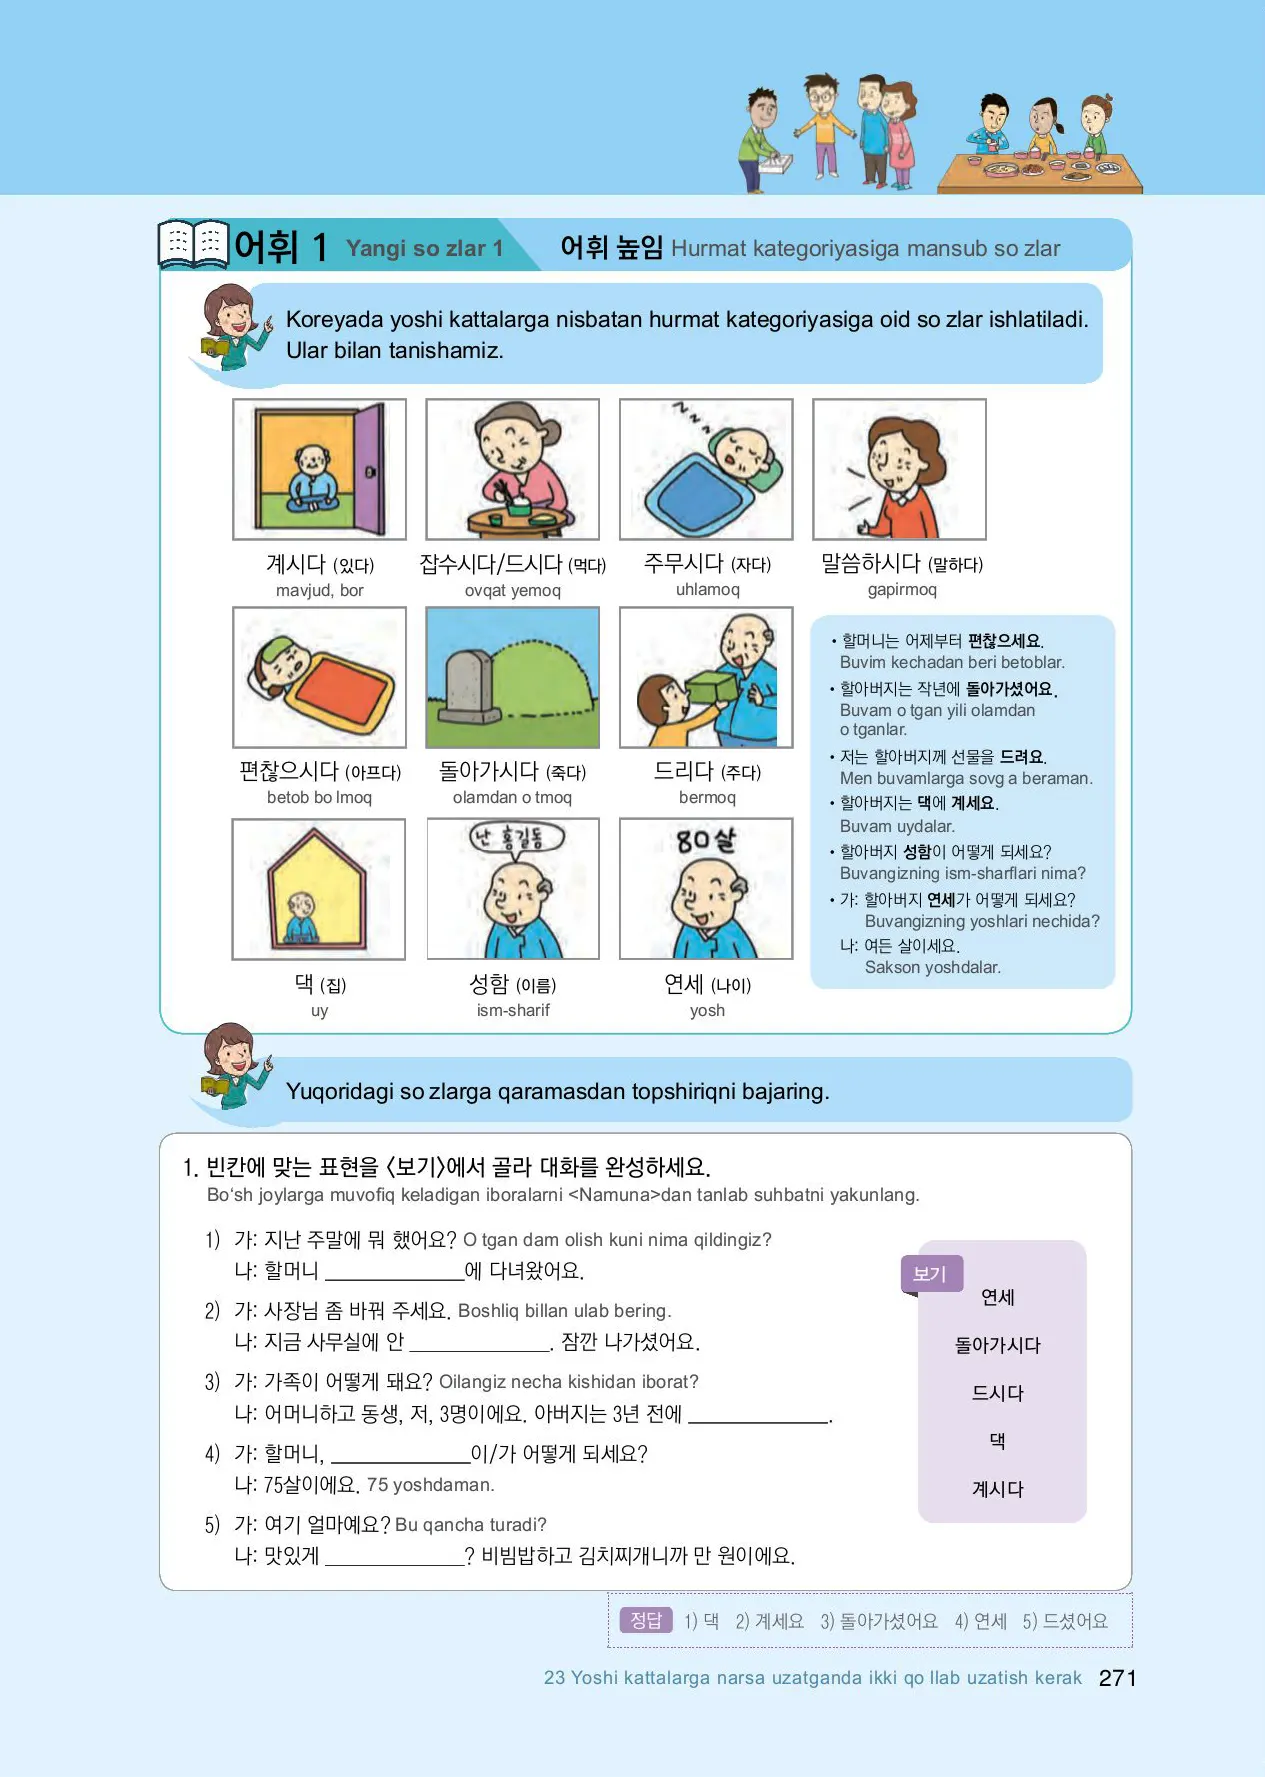 어휘 1 Yangi so zlar 1 어휘 높임 Hurmat kategoriyasiga mansub so zlar
Koreyada yoshi kattalarga nisbatan hurmat kategoriyasiga oid so zlar ishlatiladi.
Ular bilan tanishamiz.
계시다 (있다) 잡수시다/드시다 (먹다) 주무시다 (자다) 말씀하시다 (말하다)
mavjud, bor ovqat yemoq uhlamoq gapirmoq
편찮으시다 (아프다) 돌아가시다 (죽다) 드리다 (주다)
betob bo lmoq olamdan o tmoq bermoq
난 홍길동
80살
댁 (집) 성함 (이름) 연세 (나이)
uy ism-sharif yosh
• 할머니는 어제부터 편찮으세요.
Buvim kechadan beri betoblar.
• 할아버지는 작년에 돌아가셨어요.
Buvam o tgan yili olamdan
o tganlar.
• 저는 할아버지께 선물을 드려요.
Men buvamlarga sovg a beraman.
• 할아버지는 댁에 계세요.
Buvam uydalar.
• 할아버지 성함이 어떻게 되세요?
Buvangizning ism-sharflari nima?
• 가: 할아버지 연세가 어떻게 되세요?
Buvangizning yoshlari nechida?
나: 여든 살이세요.
Sakson yoshdalar.
Yuqoridagi so zlarga qaramasdan topshiriqni bajaring.
1. 빈칸에 맞는 표현을 <보기>에서 골라 대화를 완성하세요.
Bo‘sh joylarga muvofiq keladigan iboralarni <Namuna>dan tanlab suhbatni yakunlang.
1) 가: 지난 주말에 뭐 했어요? O tgan dam olish kuni nima qildingiz?
나: 할머니 ______________에 다녀왔어요.
2) 가: 사장님 좀 바꿔 주세요. Boshliq billan ulab bering.
나: 지금 사무실에 안 ______________. 잠깐 나가셨어요.
3) 가: 가족이 어떻게 돼요? Oilangiz necha kishidan iborat?
나: 어머니하고 동생, 저, 3명이에요. 아버지는 3년 전에 ______________.
4) 가: 할머니, ______________이/가 어떻게 되세요?
나: 75살이에요. 75 yoshdaman.
5) 가: 여기 얼마예요? Bu qancha turadi?
나: 맛있게 ______________? 비빔밥하고 김치찌개니까 만 원이에요.
보기
연세
돌아가시다
드시다
댁
계시다
정답 1) 댁 2) 계세요 3) 돌아가셨어요 4) 연세 5) 드셨어요
23 Yoshi kattalarga narsa uzatganda ikki qo llab uzatish kerak 271